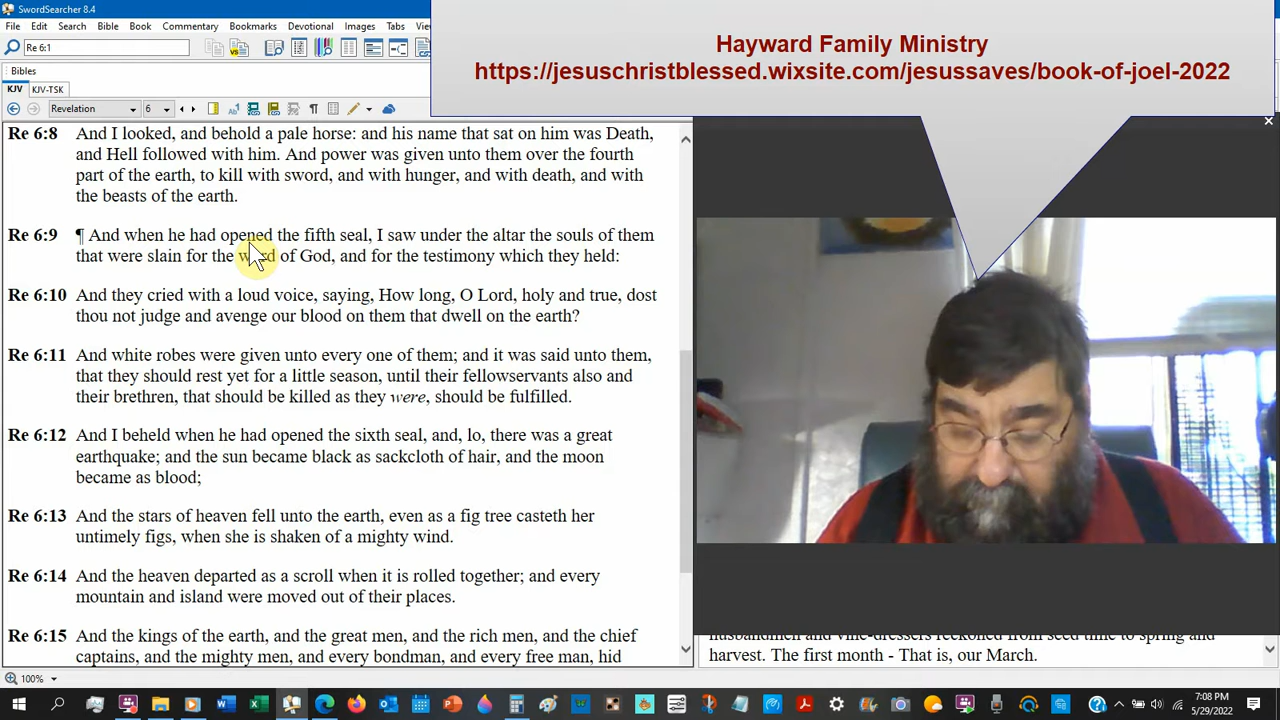 SwordSearcher 8.4
File Edit Search Bible Book Commentary Bookmarks Devotional Images Tabs
Re 6:1
Hayward Family Ministry
https://jesuschristblessed.wixsite.com/jesussaves/book-of-joel-2022
Bibles
KJV KJV-TSK
Revelation 6
Re 6:8 And I looked, and behold a pale horse: and his name that sat on him was Death,
and Hell followed with him. And power was given unto them over the fourth
part of the earth, to kill with sword, and with hunger, and with death, and with
the beasts of the earth.
Re 6:9 ¶ And when he had opened the fifth seal, I saw under the altar the souls of them
that were slain for the word of God, and for the testimony which they held:
Re 6:10 And they cried with a loud voice, saying, How long, O Lord, holy and true, dost
thou not judge and avenge our blood on them that dwell on the earth?
Re 6:11 And white robes were given unto every one of them; and it was said unto them,
that they should rest yet for a little season, until their fellowservants also and
their brethren, that should be killed as they were, should be fulfilled.
Re 6:12 And I beheld when he had opened the sixth seal, and, lo, there was a great
earthquake; and the sun became black as sackcloth of hair, and the moon
became as blood;
Re 6:13 And the stars of heaven fell unto the earth, even as a fig tree casteth her
untimely figs, when she is shaken of a mighty wind.
Re 6:14 And the heaven departed as a scroll when it is rolled together; and every
mountain and island were moved out of their places.
Re 6:15 And the kings of the earth, and the great men, and the rich men, and the chief
captains, and the mighty men, and every bondman, and every free man, hid
husbandmen and vine-dressers reckoned from seed time to spring and
harvest. The first month - That is, our March.
100%
7:08 PM
5/29/2022